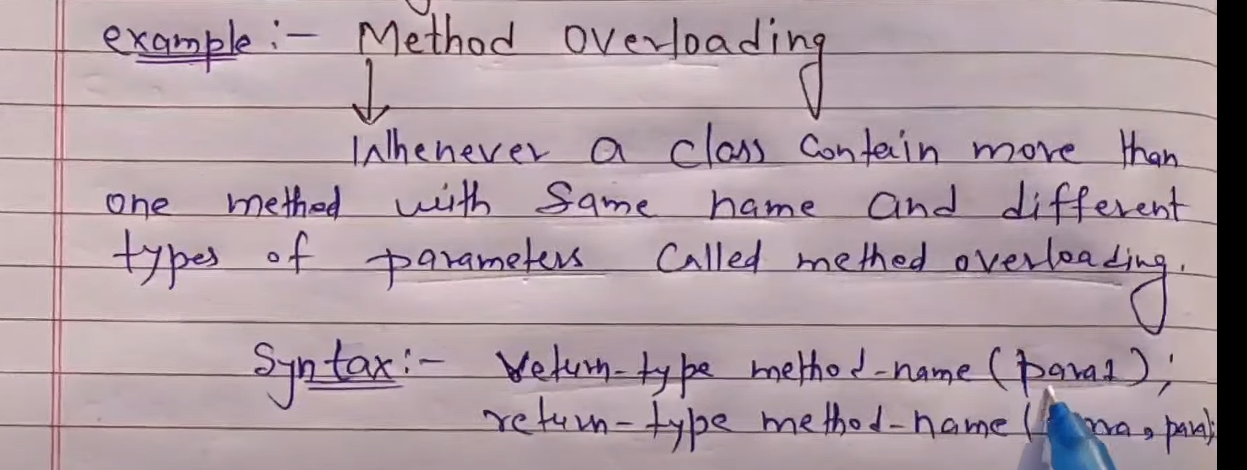 example :- Method overloading
Whenever a class contain more than
one method with same name and different
types of parameters called method overloading.
Syntax :- return-type method-name (para1);
return-type method-name ( , para);